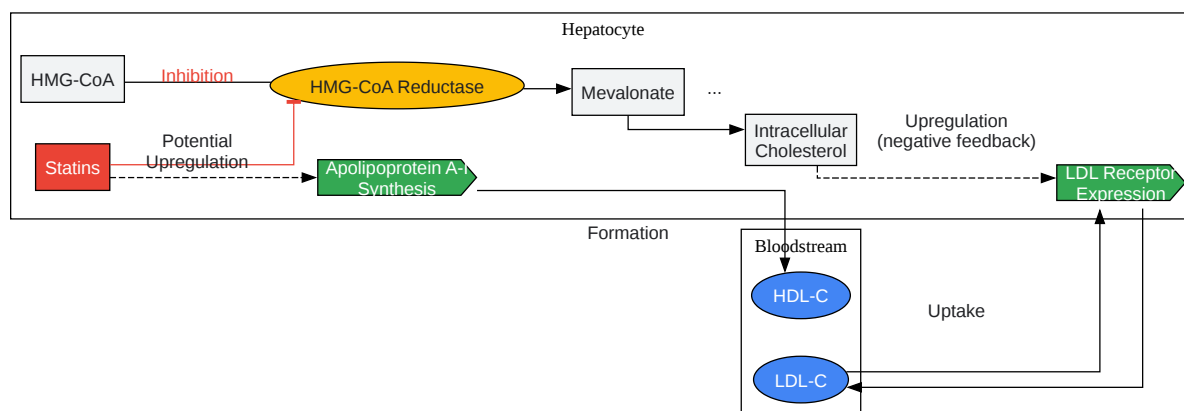 Hepatocyte
HMG-CoA
Inhibition
HMG-CoA Reductase
Mevalonate
...
Intracellular
Cholesterol
Upregulation
(negative feedback)
Statins
Potential
Upregulation
Apolipoprotein A-I
Synthesis
LDL Receptor
Expression
Formation
Bloodstream
HDL-C
Uptake
LDL-C